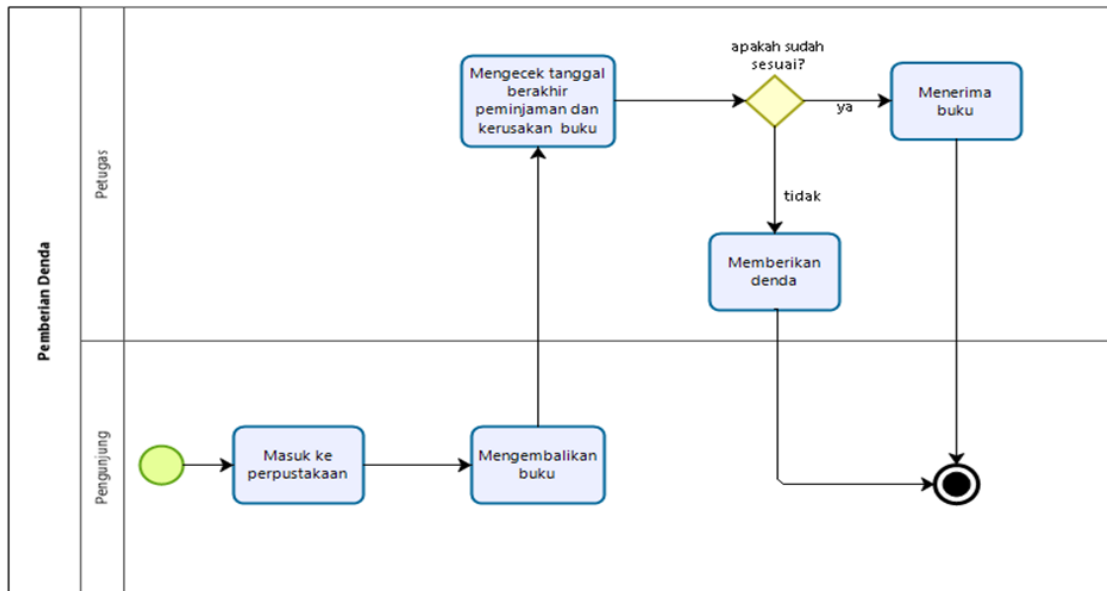 Pemberian Denda
Petugas
Mengecek tanggal
berakhir
peminjaman dan
kerusakan buku
apakah sudah
sesuai?
ya
Menerima
buku
tidak
Memberikan
denda
Pengunjung
Masuk ke
perpustakaan
Mengembalikan
buku